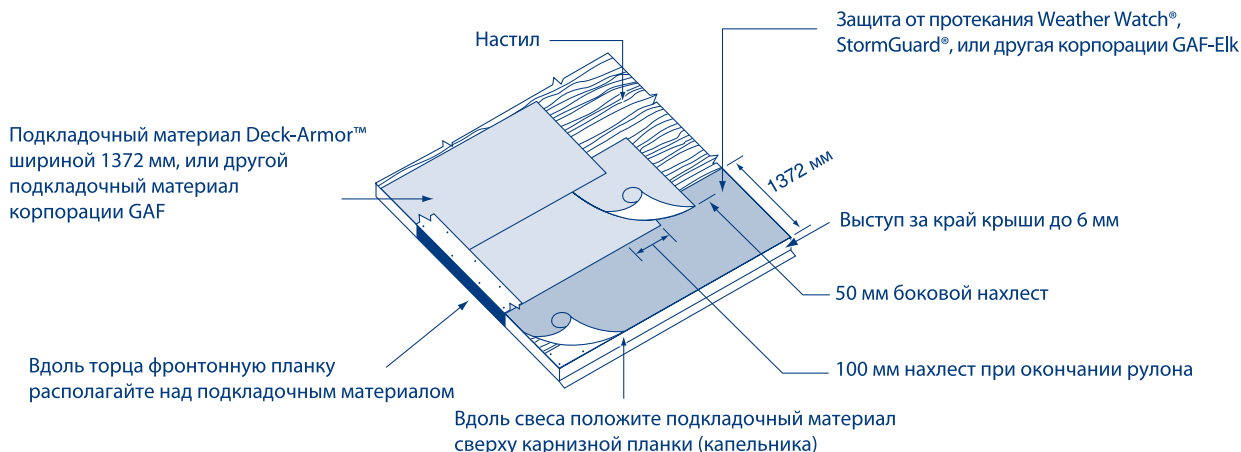 Защита от протекания Weather Watch®,
StormGuard®, или другая корпорации GAF-Elk
Настил
Подкладочный материал Deck-Armor™
шириной 1372 мм, или другой
подкладочный материал
корпорации GAF
1372 мм
Выступ за край крыши до 6 мм
50 мм боковой нахлест
Вдоль торца фронтонную планку
располагайте над подкладочным материалом
100 мм нахлест при окончании рулона
Вдоль свеса положите подкладочный материал
сверху карнизной планки (капельника)